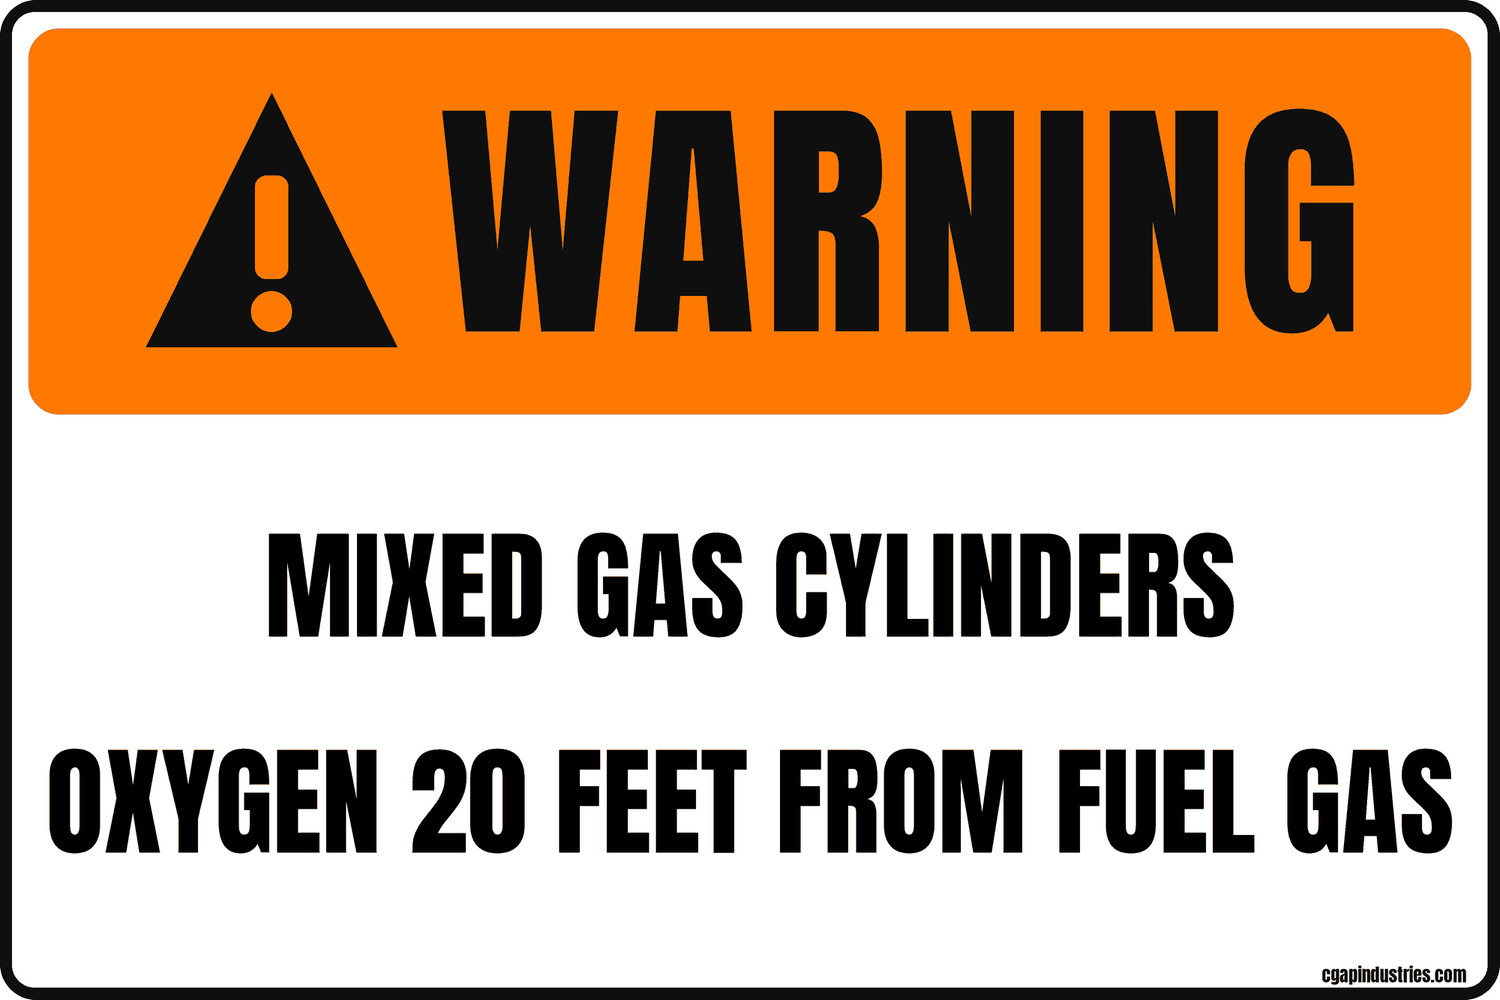 WARNING
MIXED GAS CYLINDERS
OXYGEN 20 FEET FROM FUEL GAS
cgapindustries.com